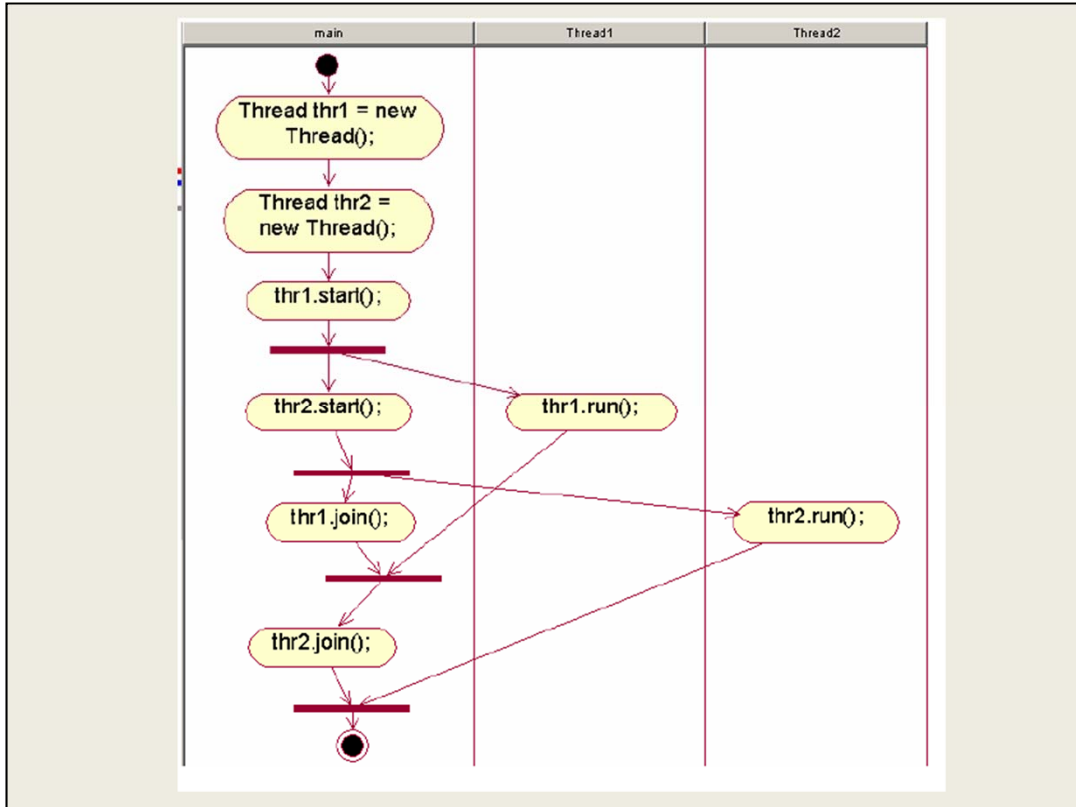 main
Thread1
Thread2
Thread thr1 = new
Thread();
Thread thr2 =
new Thread();
thr1.start();
thr2.start();
thr1.run();
thr1.join();
thr2.run();
thr2.join();